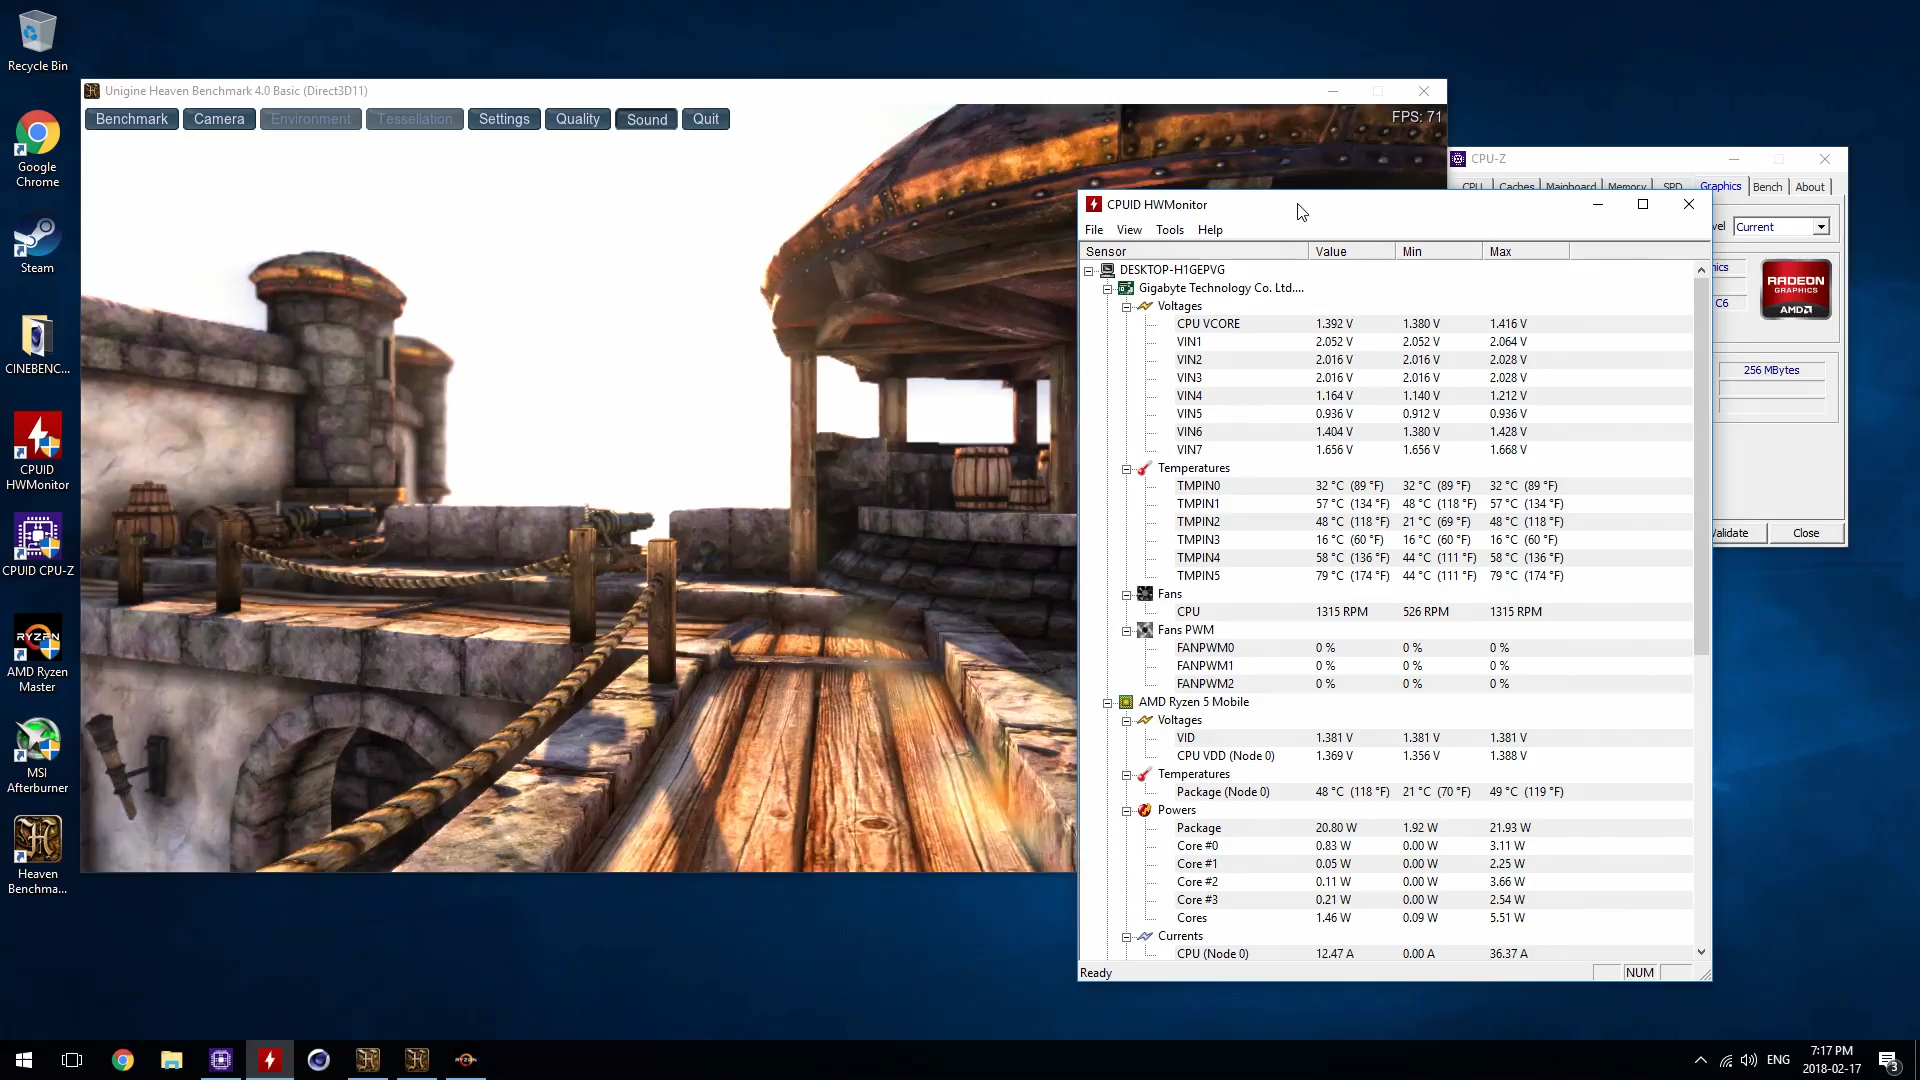 Recycle Bin
Google Chrome
Steam
CINEBENC...
CPUID HWMonitor
CPUID CPU-Z
RYZEN
AMD Ryzen Master
MSI Afterburner
Heaven Benchma...
Unigine Heaven Benchmark 4.0 Basic (Direct3D11)
Benchmark Camera Environment Tessellation Settings Quality Sound Quit
FPS: 71
CPU-Z
CPU Caches Mainboard Memory SPD Graphics Bench About
vel Current
hics
C6
RADEON
GRAPHICS
AMD
256 MBytes
Validate Close
CPUID HWMonitor
File View Tools Help
Sensor Value Min Max
DESKTOP-H1GEPVG
Gigabyte Technology Co. Ltd....
Voltages
CPU VCORE 1.392 V 1.380 V 1.416 V
VIN1 2.052 V 2.052 V 2.064 V
VIN2 2.016 V 2.016 V 2.028 V
VIN3 2.016 V 2.016 V 2.028 V
VIN4 1.164 V 1.140 V 1.212 V
VIN5 0.936 V 0.912 V 0.936 V
VIN6 1.404 V 1.380 V 1.428 V
VIN7 1.656 V 1.656 V 1.668 V
Temperatures
TMPIN0 32 °C (89 °F) 32 °C (89 °F) 32 °C (89 °F)
TMPIN1 57 °C (134 °F) 48 °C (118 °F) 57 °C (134 °F)
TMPIN2 48 °C (118 °F) 21 °C (69 °F) 48 °C (118 °F)
TMPIN3 16 °C (60 °F) 16 °C (60 °F) 16 °C (60 °F)
TMPIN4 58 °C (136 °F) 44 °C (111 °F) 58 °C (136 °F)
TMPIN5 79 °C (174 °F) 44 °C (111 °F) 79 °C (174 °F)
Fans
CPU 1315 RPM 526 RPM 1315 RPM
Fans PWM
FANPWM0 0 % 0 % 0 %
FANPWM1 0 % 0 % 0 %
FANPWM2 0 % 0 % 0 %
AMD Ryzen 5 Mobile
Voltages
VID 1.381 V 1.381 V 1.381 V
CPU VDD (Node 0) 1.369 V 1.356 V 1.388 V
Temperatures
Package (Node 0) 48 °C (118 °F) 21 °C (70 °F) 49 °C (119 °F)
Powers
Package 20.80 W 1.92 W 21.93 W
Core #0 0.83 W 0.00 W 3.11 W
Core #1 0.05 W 0.00 W 2.25 W
Core #2 0.11 W 0.00 W 3.66 W
Core #3 0.21 W 0.00 W 2.54 W
Cores 1.46 W 0.09 W 5.51 W
Currents
CPU (Node 0) 12.47 A 0.00 A 36.37 A
Ready NUM
RYZEN
ENG
7:17 PM
2018-02-17
3